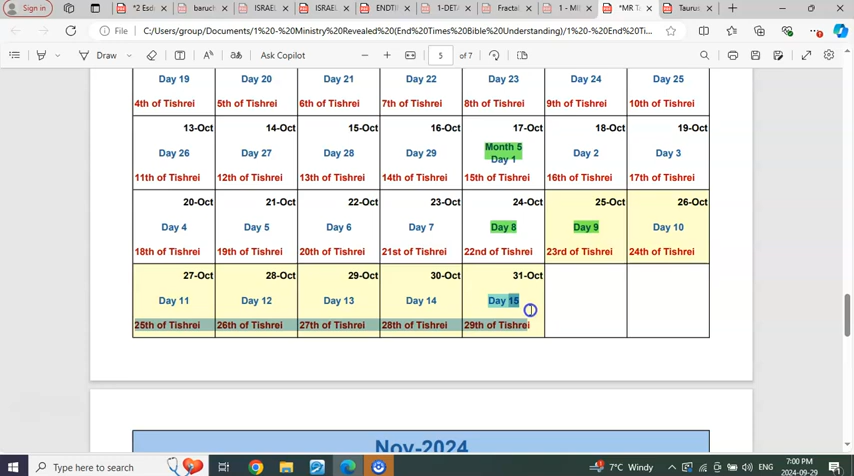 Sign in
*2 Esd
baruch
ISRAEL
ISRAEL
ENDTIN
1-DETA
Fractal
1 - MI
*MR Ta
Taurus
File
C:/Users/group/Documents/1%20-%20Ministry%20Revealed%20(End%20Times%20Bible%20Understanding)/1%20-%20End%20Ti...
Draw
Ask Copilot
5 of 7
Day 19 Day 20 Day 21 Day 22 Day 23 Day 24 Day 25
4th of Tishrei 5th of Tishrei 6th of Tishrei 7th of Tishrei 8th of Tishrei 9th of Tishrei 10th of Tishrei
13-Oct 14-Oct 15-Oct 16-Oct 17-Oct 18-Oct 19-Oct
Month 5
Day 26 Day 27 Day 28 Day 29 Day 1 Day 2 Day 3
11th of Tishrei 12th of Tishrei 13th of Tishrei 14th of Tishrei 15th of Tishrei 16th of Tishrei 17th of Tishrei
20-Oct 21-Oct 22-Oct 23-Oct 24-Oct 25-Oct 26-Oct
Day 4 Day 5 Day 6 Day 7 Day 8 Day 9 Day 10
18th of Tishrei 19th of Tishrei 20th of Tishrei 21st of Tishrei 22nd of Tishrei 23rd of Tishrei 24th of Tishrei
27-Oct 28-Oct 29-Oct 30-Oct 31-Oct
Day 11 Day 12 Day 13 Day 14 Day 15
25th of Tishrei 26th of Tishrei 27th of Tishrei 28th of Tishrei 29th of Tishrei
Nov-2024
Type here to search
7°C Windy
ENG
7:00 PM
2024-09-29